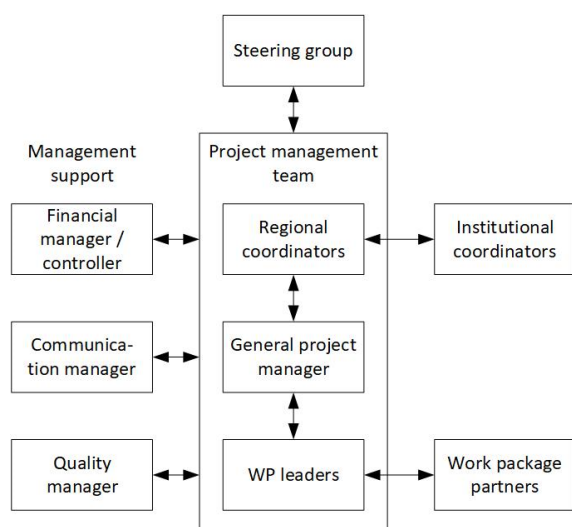 Steering group
Management
support
Project management
team
Financial
manager /
controller
Regional
coordinators
Institutional
coordinators
Communica-
tion manager
General project
manager
Quality
manager
WP leaders
Work package
partners